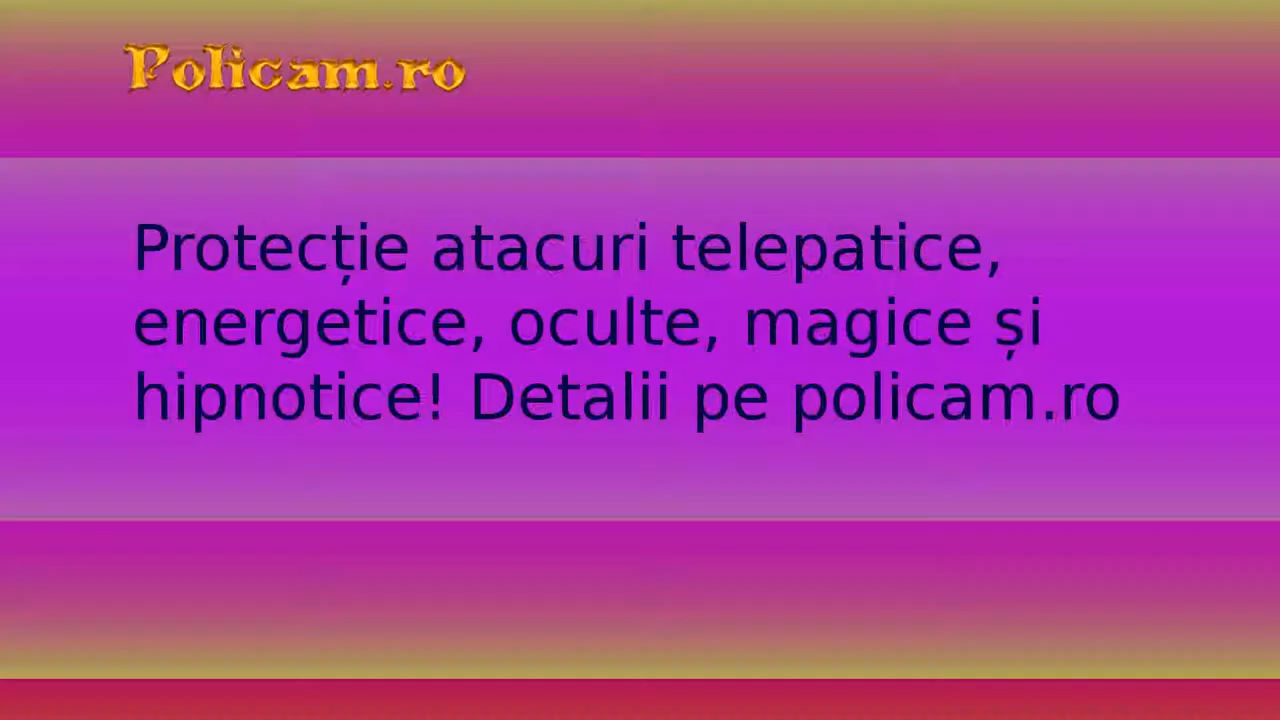 Policam.ro
Protecție atacuri telepatice,
energetice, oculte, magice și
hipnotice! Detalii pe policam.ro